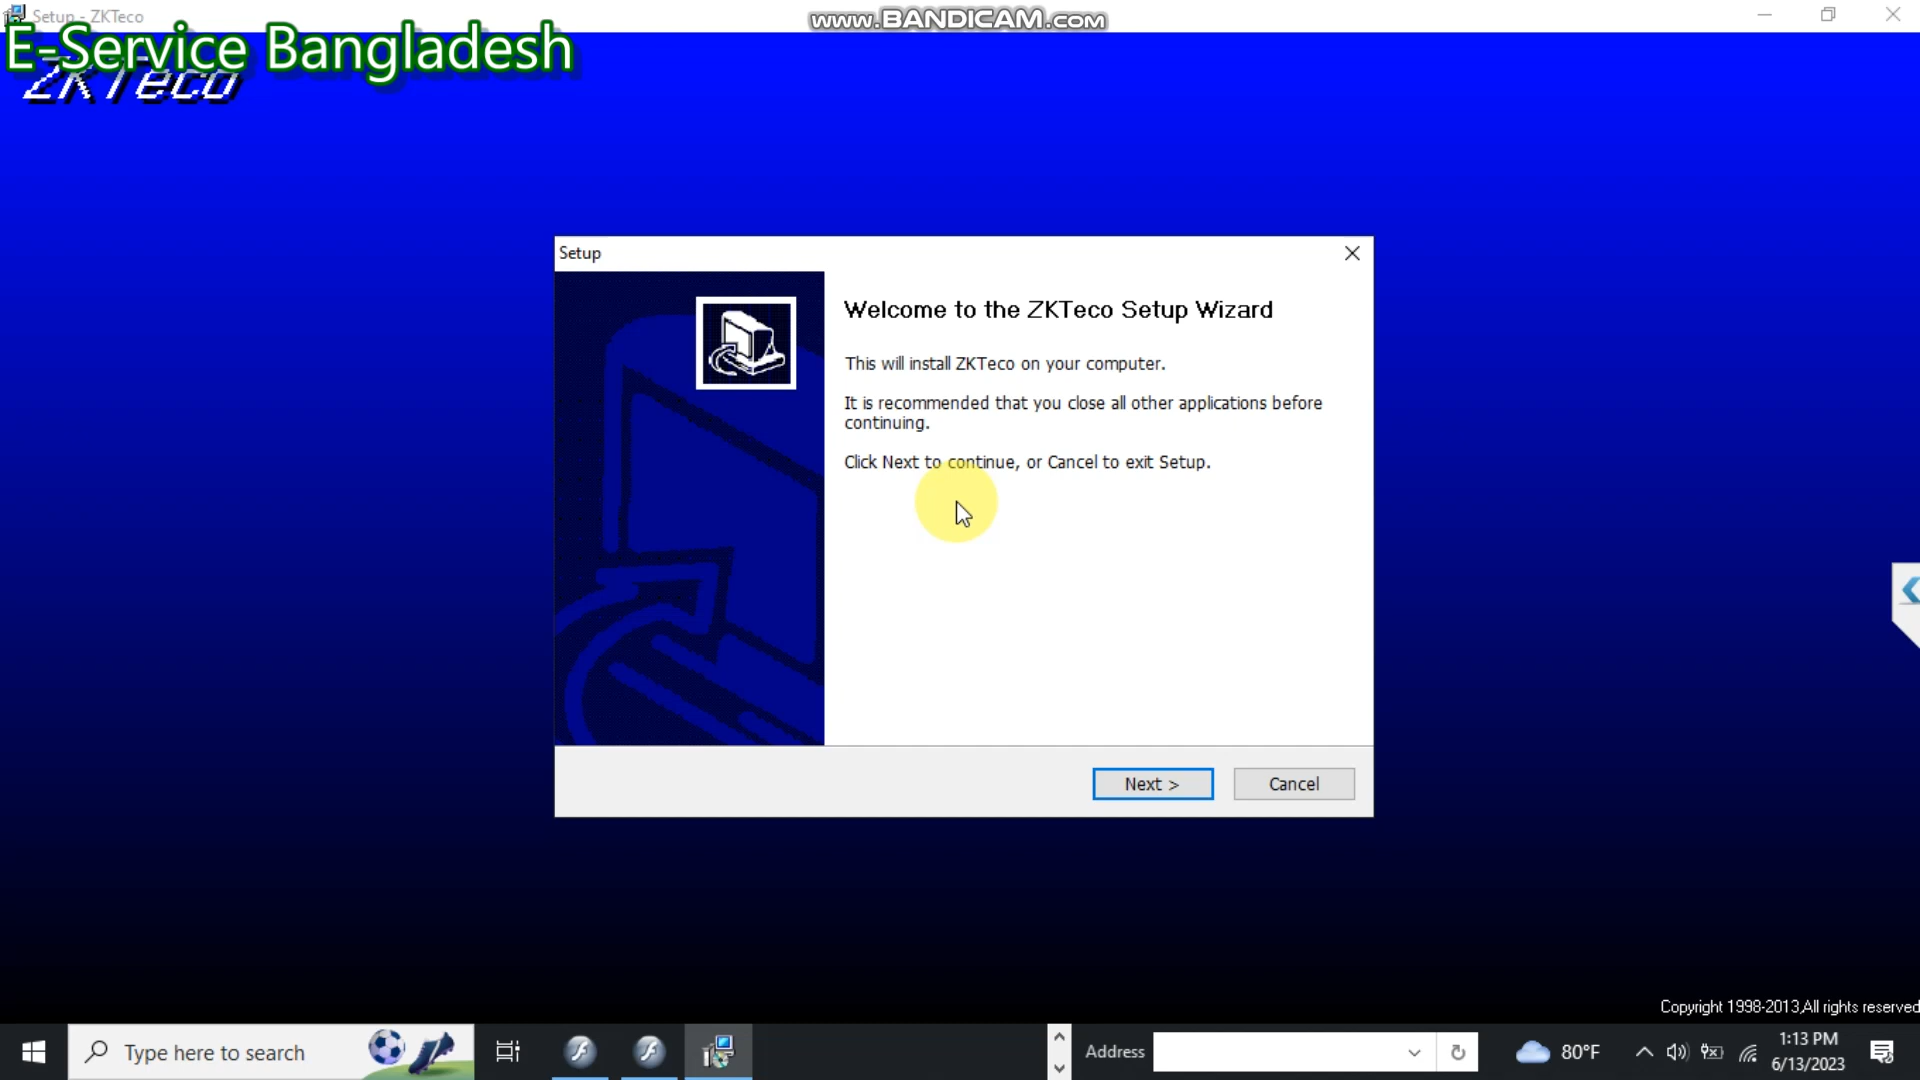 Setup - ZKTeco
www.BANDICAM.com
E-Service Bangladesh
ZKTeco
Setup
Welcome to the ZKTeco Setup Wizard
This will install ZKTeco on your computer.
It is recommended that you close all other applications before
continuing.
Click Next to continue, or Cancel to exit Setup.
Next >
Cancel
Copyright 1998-2013,All rights reserved
Type here to search
Address
80°F
1:13 PM
6/13/2023